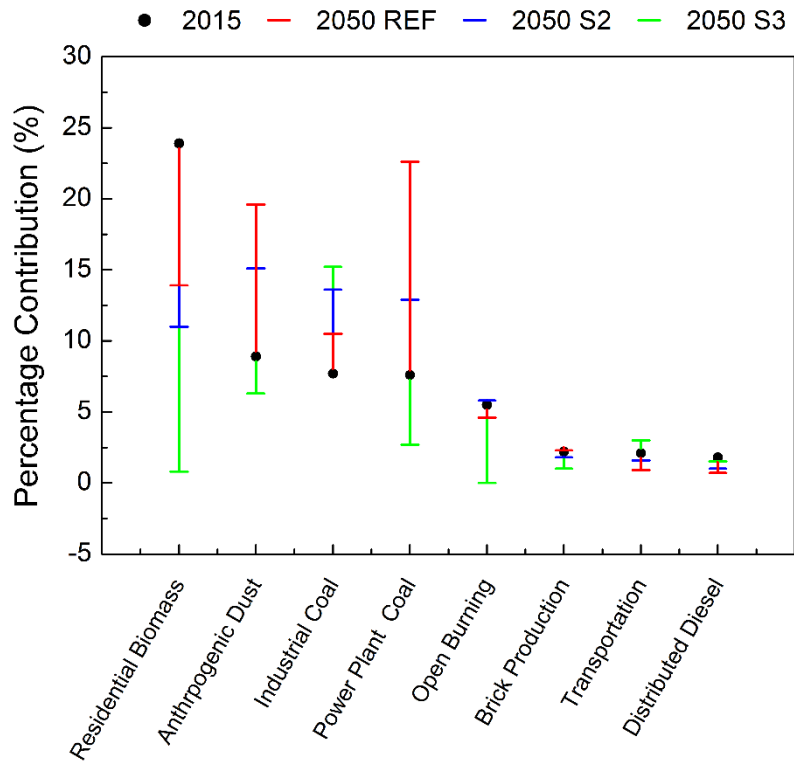 2015 2050 REF 2050 S2 2050 S3
30
25
20
15
10
5
0
-5
Percentage Contribution (%)
Residential Biomass
Anthrpogenic Dust
Industrial Coal
Power Plant Coal
Open Burning
Brick Production
Transportation
Distributed Diesel